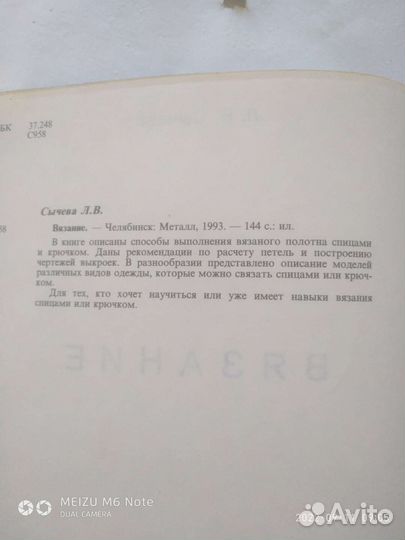 БК 37.248
С958
Сычева Л.В.
Вязание. — Челябинск: Металл, 1993. — 144 с.: ил.
В книге описаны способы выполнения вязаного полотна спицами
и крючком. Даны рекомендации по расчету петель и построению
чертежей выкроек. В разнообразии представлено описание моделей
различных видов одежды, которые можно связать спицами или крюч-
ком.
Для тех, кто хочет научиться или уже имеет навыки вязания
спицами или крючком.
ВЯЗАНИЕ
MEIZU M6 Note
DUAL CAMERA
Avito